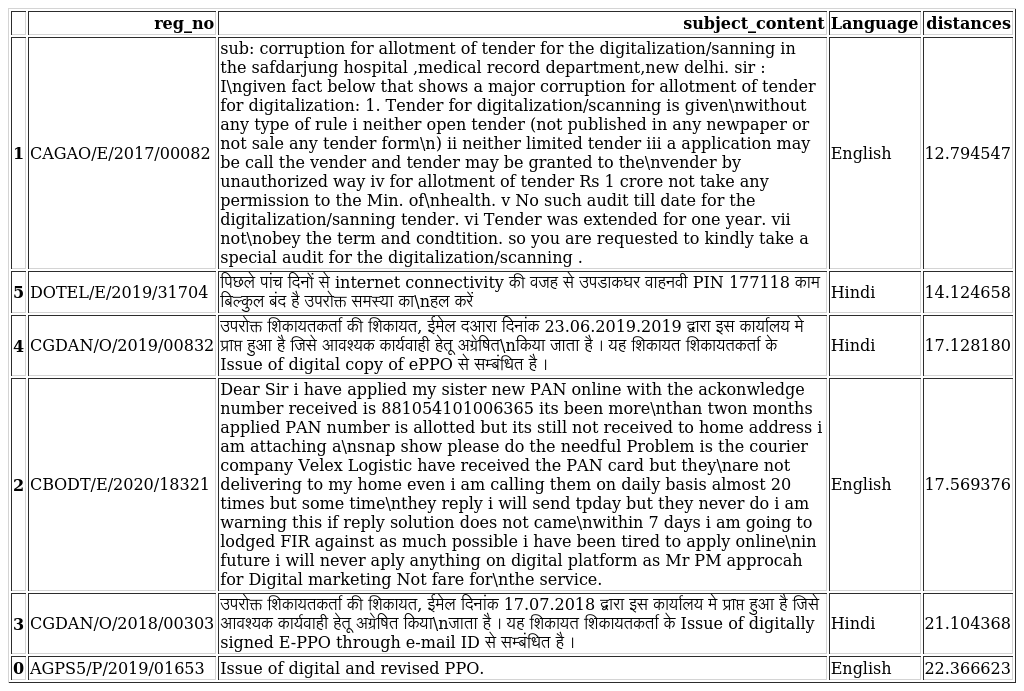 reg_no subject_content Language distances
sub: corruption for allotment of tender for the digitalization/sanning in
the safdarjung hospital ,medical record department,new delhi. sir :
I\ngiven fact below that shows a major corruption for allotment of tender
for digitalization: 1. Tender for digitalization/scanning is given\nwithout
any type of rule i neither open tender (not published in any newpaper or
1 CAGAO/E/2017/00082 not sale any tender form\n) ii neither limited tender iii a application may English 12.794547
be call the vender and tender may be granted to the\nvender by
unauthorized way iv for allotment of tender Rs 1 crore not take any
permission to the Min. of\nhealth. v No such audit till date for the
digitalization/sanning tender. vi Tender was extended for one year. vii
not\nobey the term and condtition. so you are requested to kindly take a
special audit for the digitalization/scanning .
5 DOTEL/E/2019/31704 पिछले पांच दिनों से internet connectivity की वजह से उपडाकघर वाहनवी PIN 177118 काम Hindi 14.124658
बिल्कुल बंद है उपरोक्त समस्या का\nहल करें
उपरोक्त शिकायतकर्ता की शिकायत, ईमेल दआरा दिनांक 23.06.2019.2019 द्वारा इस कार्यालय मे
4 CGDAN/O/2019/00832 प्राप्त हुआ है जिसे आवश्यक कार्यवाही हेतू अग्रेषित\nकिया जाता है । यह शिकायत शिकायतकर्ता के Hindi 17.128180
Issue of digital copy of ePPO से सम्बंधित है ।
Dear Sir i have applied my sister new PAN online with the ackonwledge
number received is 881054101006365 its been more\nthan twon months
applied PAN number is allotted but its still not received to home address i
am attaching a\nsnap show please do the needful Problem is the courier
company Velex Logistic have received the PAN card but they\nare not
2 CBODT/E/2020/18321 delivering to my home even i am calling them on daily basis almost 20 English 17.569376
times but some time\nthey reply i will send tpday but they never do i am
warning this if reply solution does not came\nwithin 7 days i am going to
lodged FIR against as much possible i have been tired to apply online\nin
future i will never aply anything on digital platform as Mr PM approcah
for Digital marketing Not fare for\nthe service.
उपरोक्त शिकायतकर्ता की शिकायत, ईमेल दिनांक 17.07.2018 द्वारा इस कार्यालय मे प्राप्त हुआ है जिसे
3 CGDAN/O/2018/00303 आवश्यक कार्यवाही हेतू अग्रेषित किया\nजाता है । यह शिकायत शिकायतकर्ता के Issue of digitally Hindi 21.104368
signed E-PPO through e-mail ID से सम्बंधित है ।
0 AGPS5/P/2019/01653 Issue of digital and revised PPO. English 22.366623